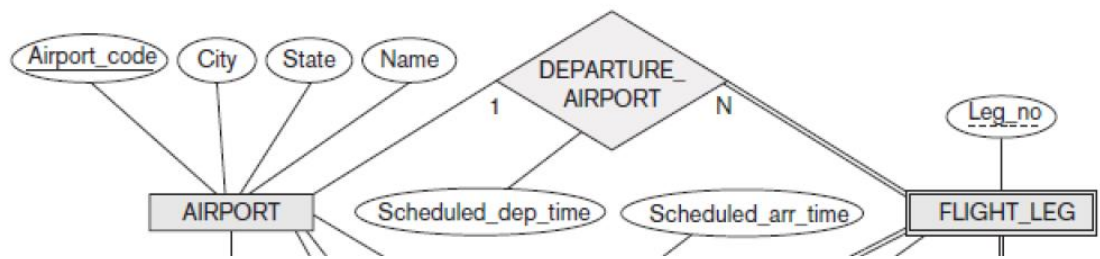 Airport_code
City
State
Name
DEPARTURE_
AIRPORT
1
N
Leg_no
AIRPORT
Scheduled_dep_time
Scheduled_arr_time
FLIGHT_LEG